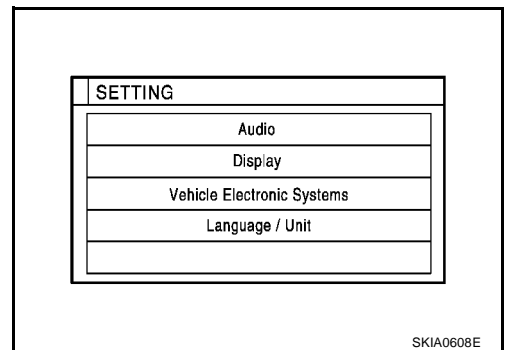 SETTING
Audio
Display
Vehicle Electronic Systems
Language / Unit
SKIA0608E